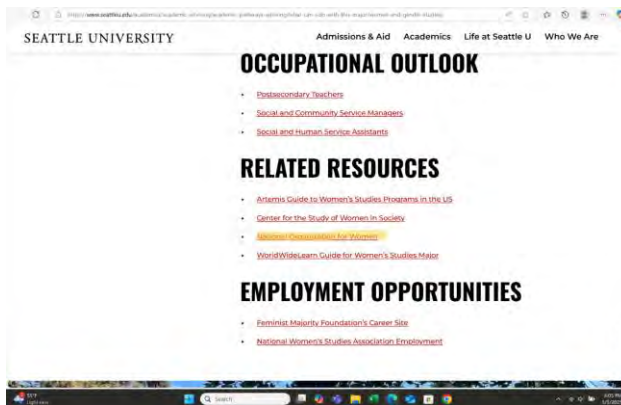 SEATTLE UNIVERSITY
Admissions & Aid Academics Life at Seattle U Who We Are
OCCUPATIONAL OUTLOOK
Postsecondary Teachers
Social and Community Service Managers
Social and Human Service Assistants
RELATED RESOURCES
Artemis Guide to Women's Studies Programs in the US
Center for the Study of Women in Society
National Organization for Women
WorldWideLearn Guide for Women's Studies Major
EMPLOYMENT OPPORTUNITIES
Feminist Majority Foundation's Career Site
National Women's Studies Association Employment
Search